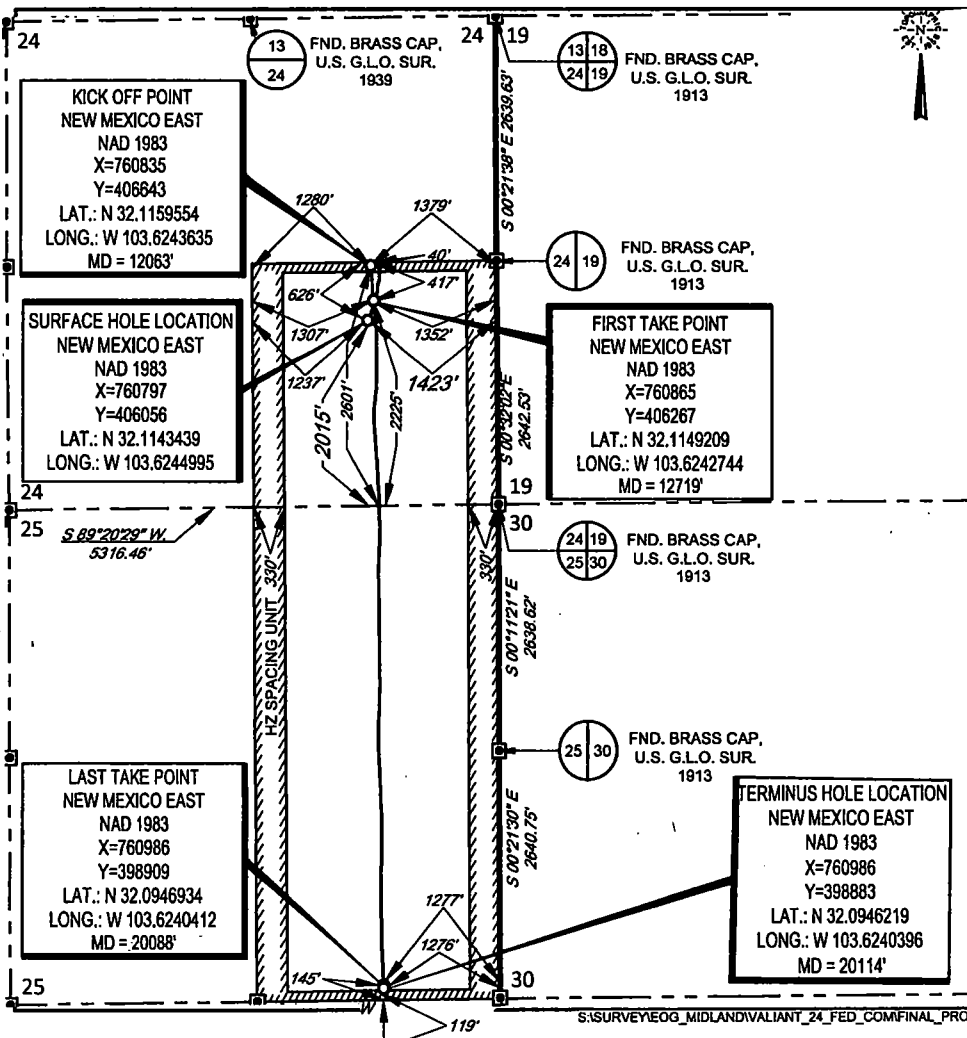 24
24
19
13
24
FND. BRASS CAP,
U.S. G.L.O. SUR.
1939
13 18
24 19
FND. BRASS CAP,
U.S. G.L.O. SUR.
1913
N
KICK OFF POINT
NEW MEXICO EAST
NAD 1983
X=760835
Y=406643
LAT.: N 32.1159554
LONG.: W 103.6243635
MD = 12063'
S 00°21'38" E 2639.63'
1280'
1379'
40'
417'
24 19
FND. BRASS CAP,
U.S. G.L.O. SUR.
1913
626'
1307'
1352'
1237'
1423'
SURFACE HOLE LOCATION
NEW MEXICO EAST
NAD 1983
X=760797
Y=406056
LAT.: N 32.1143439
LONG.: W 103.6244995
FIRST TAKE POINT
NEW MEXICO EAST
NAD 1983
X=760865
Y=406267
LAT.: N 32.1149209
LONG.: W 103.6242744
MD = 12719'
2015'
2601'
2225'
S 00°32'02" E
2642.53'
24
19
25
30
S 89°20'29" W
5316.46'
24 19
25 30
FND. BRASS CAP,
U.S. G.L.O. SUR.
1913
330'
330'
HZ SPACING UNIT
S 00°11'21" E
2638.62'
25 30
FND. BRASS CAP,
U.S. G.L.O. SUR.
1913
LAST TAKE POINT
NEW MEXICO EAST
NAD 1983
X=760986
Y=398909
LAT.: N 32.0946934
LONG.: W 103.6240412
MD = 20088'
S 00°21'30" E
2640.75'
TERMINUS HOLE LOCATION
NEW MEXICO EAST
NAD 1983
X=760986
Y=398883
LAT.: N 32.0946219
LONG.: W 103.6240396
MD = 20114'
1277'
1276'
145'
119'
25
30
S:\SURVEY\EOG_MIDLAND\VALIANT_24_FED_COM\FINAL_PRO